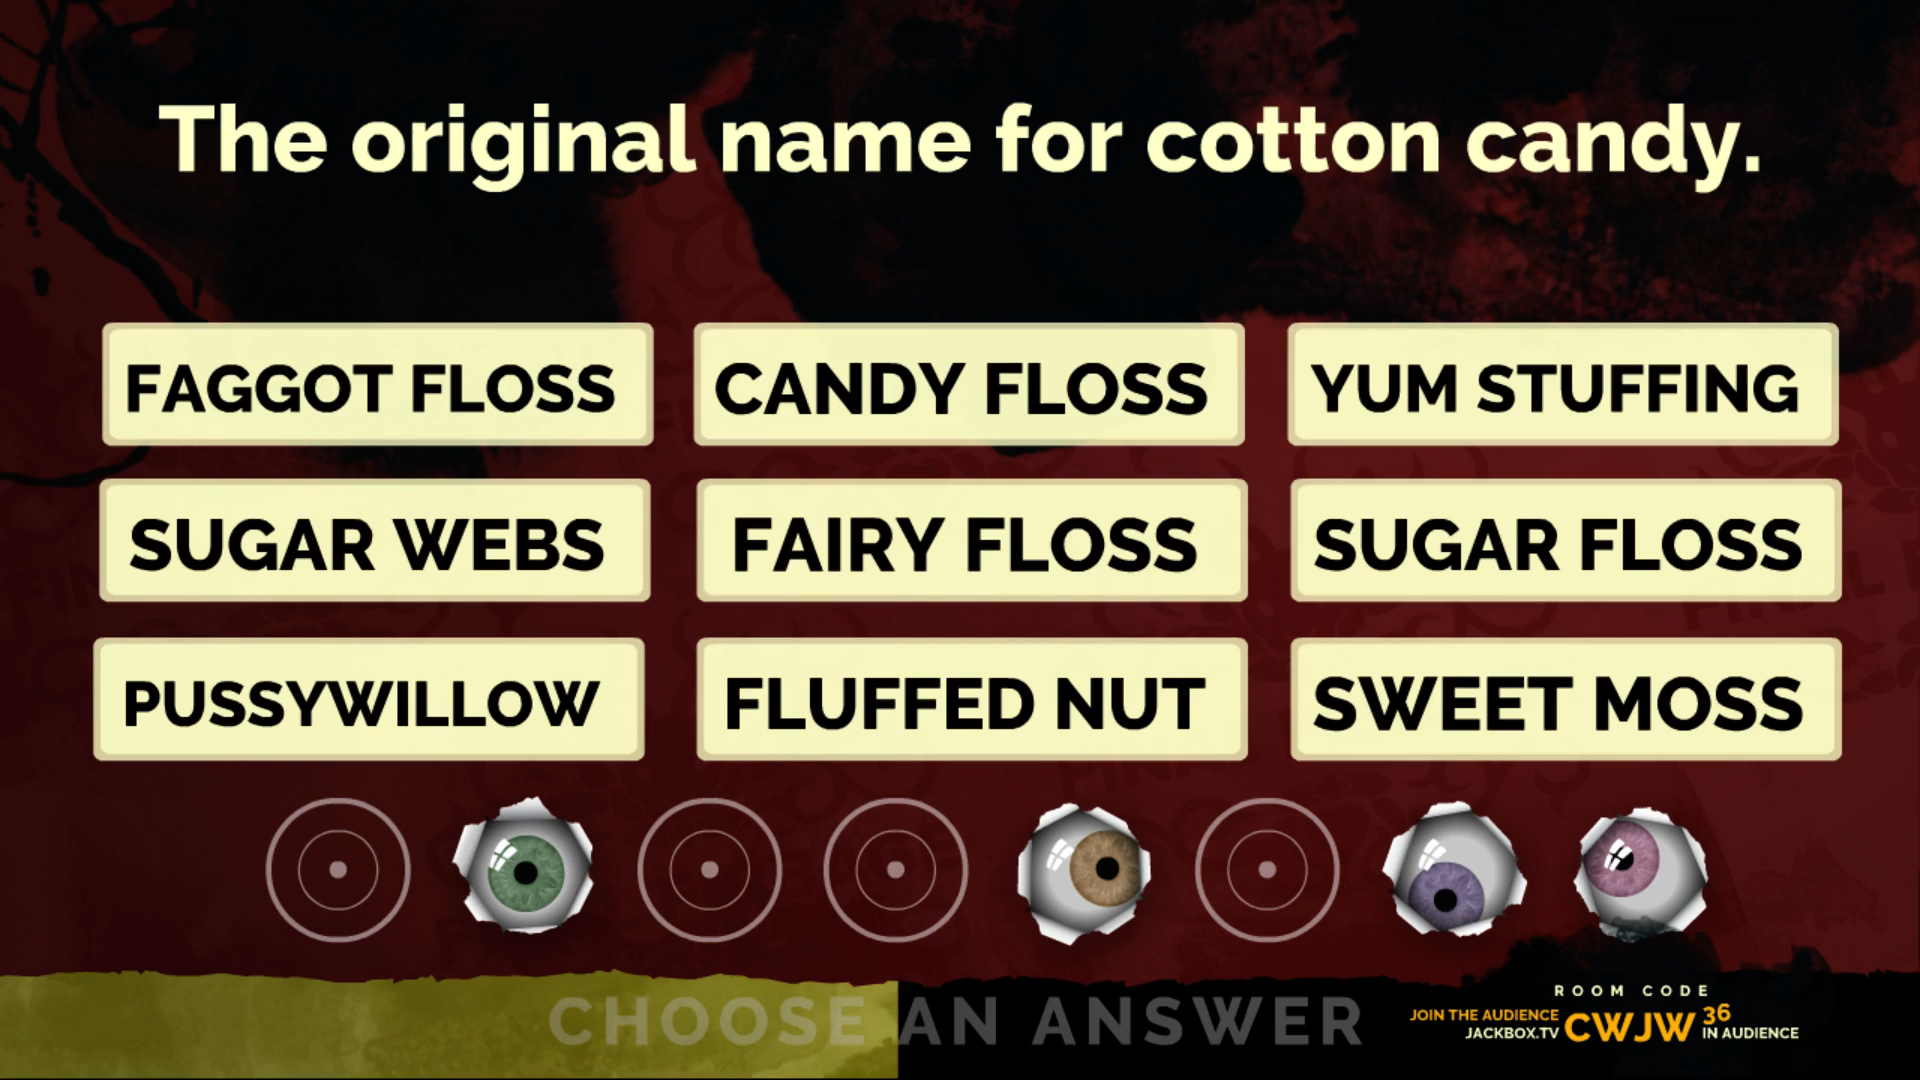 The original name for cotton candy.
FAGGOT FLOSS
CANDY FLOSS
YUM STUFFING
SUGAR WEBS
FAIRY FLOSS
SUGAR FLOSS
PUSSYWILLOW
FLUFFED NUT
SWEET MOSS
CHOOSE AN ANSWER
ROOM CODE
JOIN THE AUDIENCE
JACKBOX.TV
CWJW
36
IN AUDIENCE